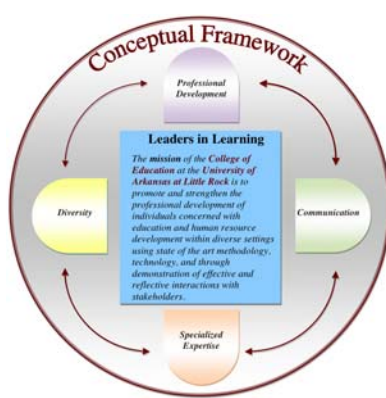 Conceptual Framework
Professional
Development
Leaders in Learning
The mission of the College of
Education at the University of
Arkansas at Little Rock is to
promote and strengthen the
professional development of
individuals concerned with
education and human resource
development within diverse settings
using state of the art methodology,
technology, and through
demonstration of effective and
reflective interactions with
stakeholders.
Diversity
Communication
Specialized
Expertise